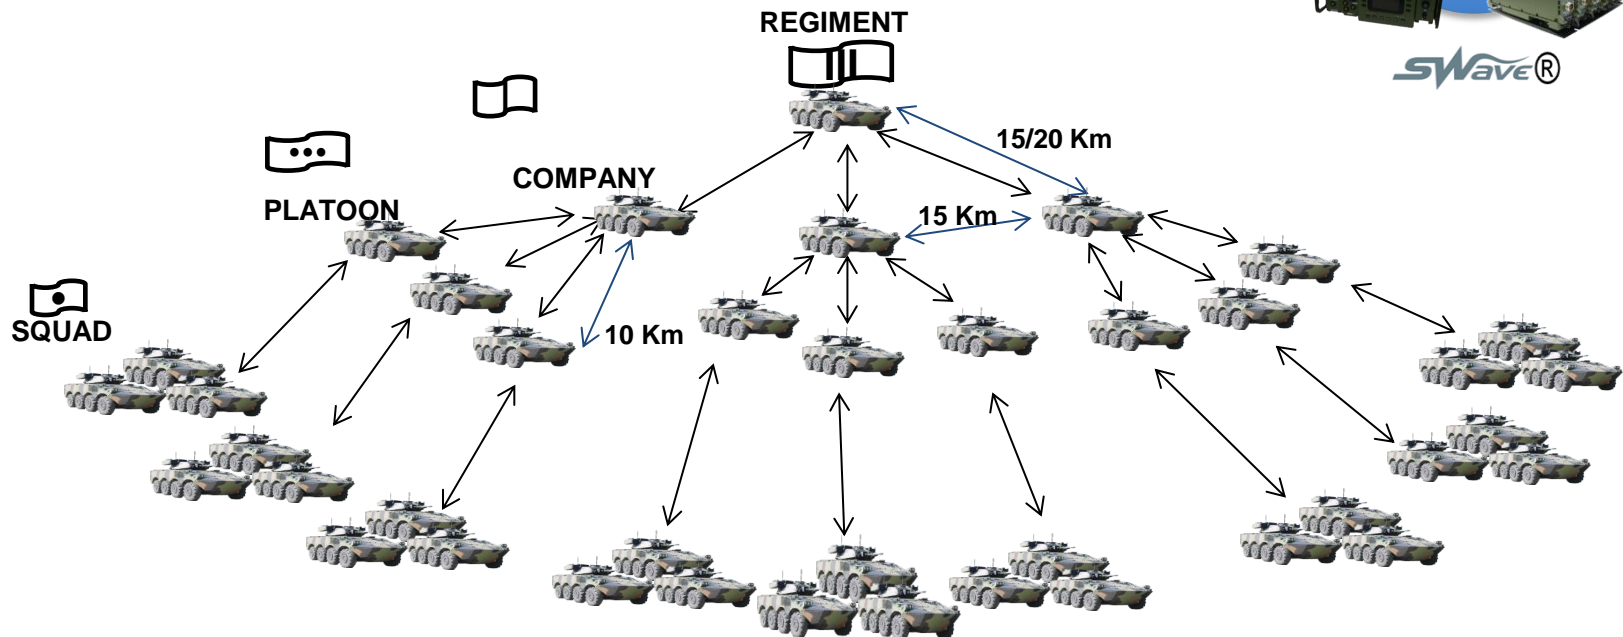 REGIMENT
sWave®
15/20 Km
COMPANY
PLATOON
15 Km
SQUAD
10 Km